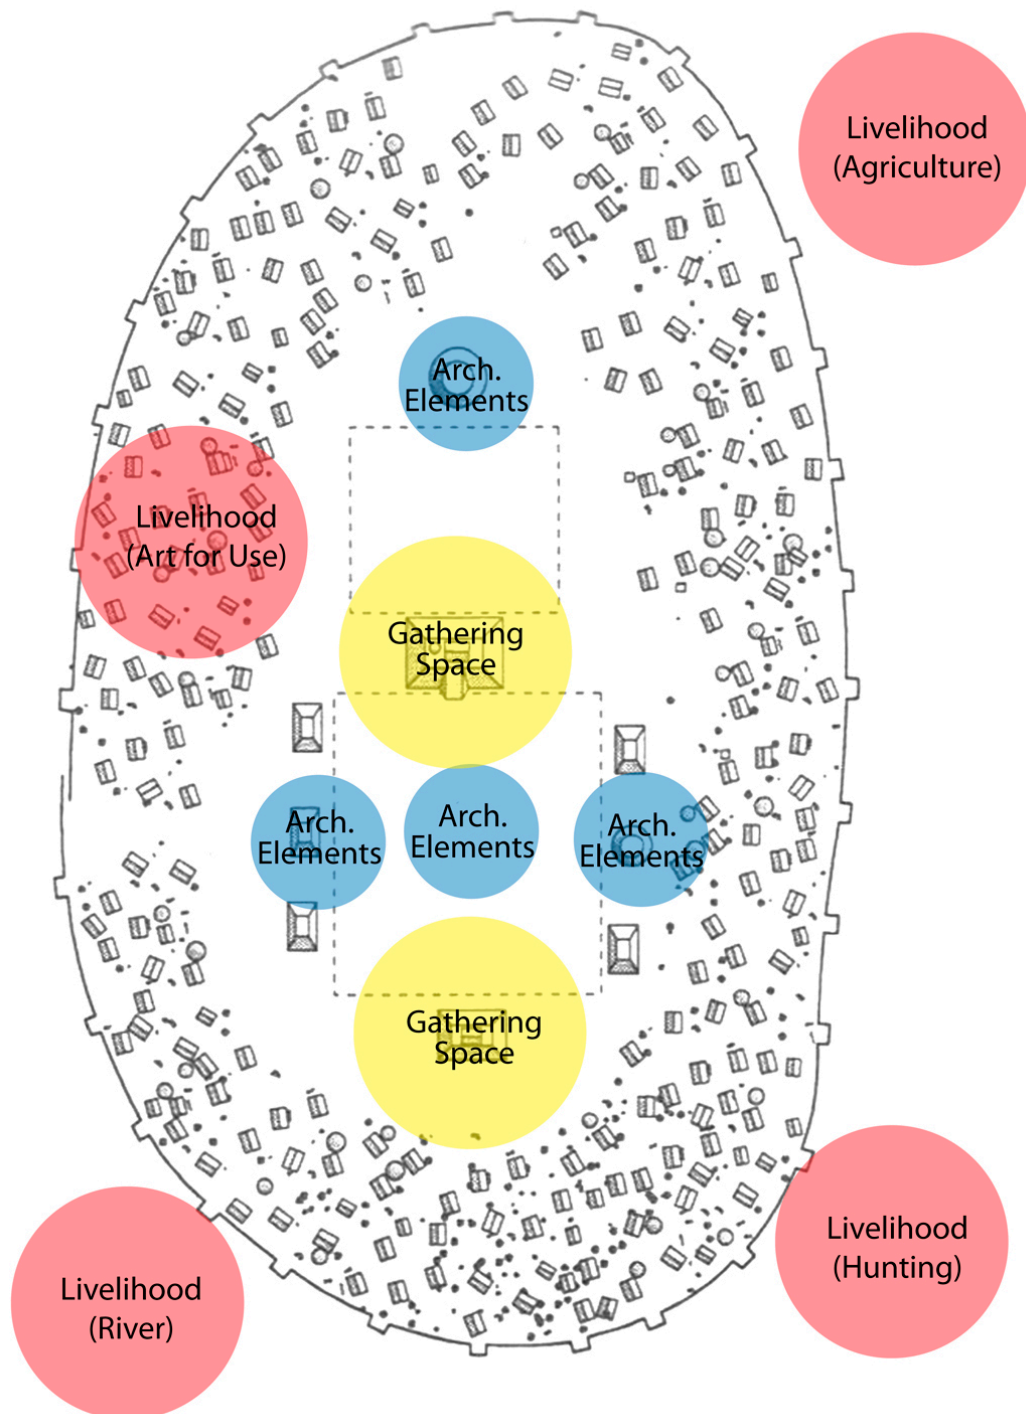 Livelihood
(Agriculture)
Arch.
Elements
Livelihood
(Art for Use)
Gathering
Space
Arch.
Elements
Arch.
Elements
Arch.
Elements
Gathering
Space
Livelihood
(Hunting)
Livelihood
(River)